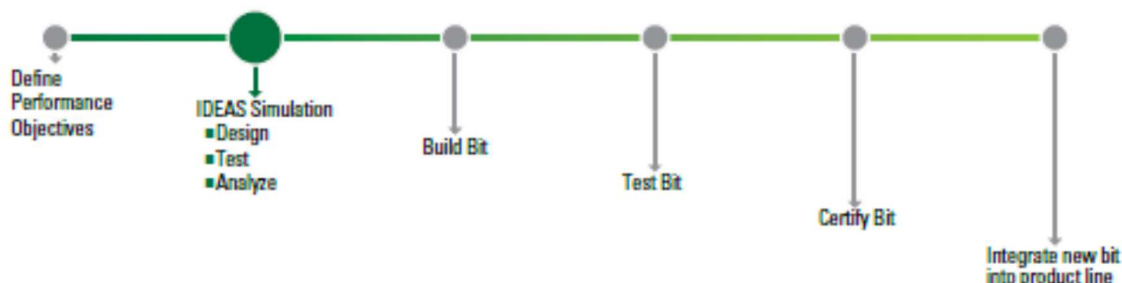 Define
Performance
Objectives
IDEAS Simulation
▪Design
▪Test
▪Analyze
Build Bit
Test Bit
Certify Bit
Integrate new bit
into product line